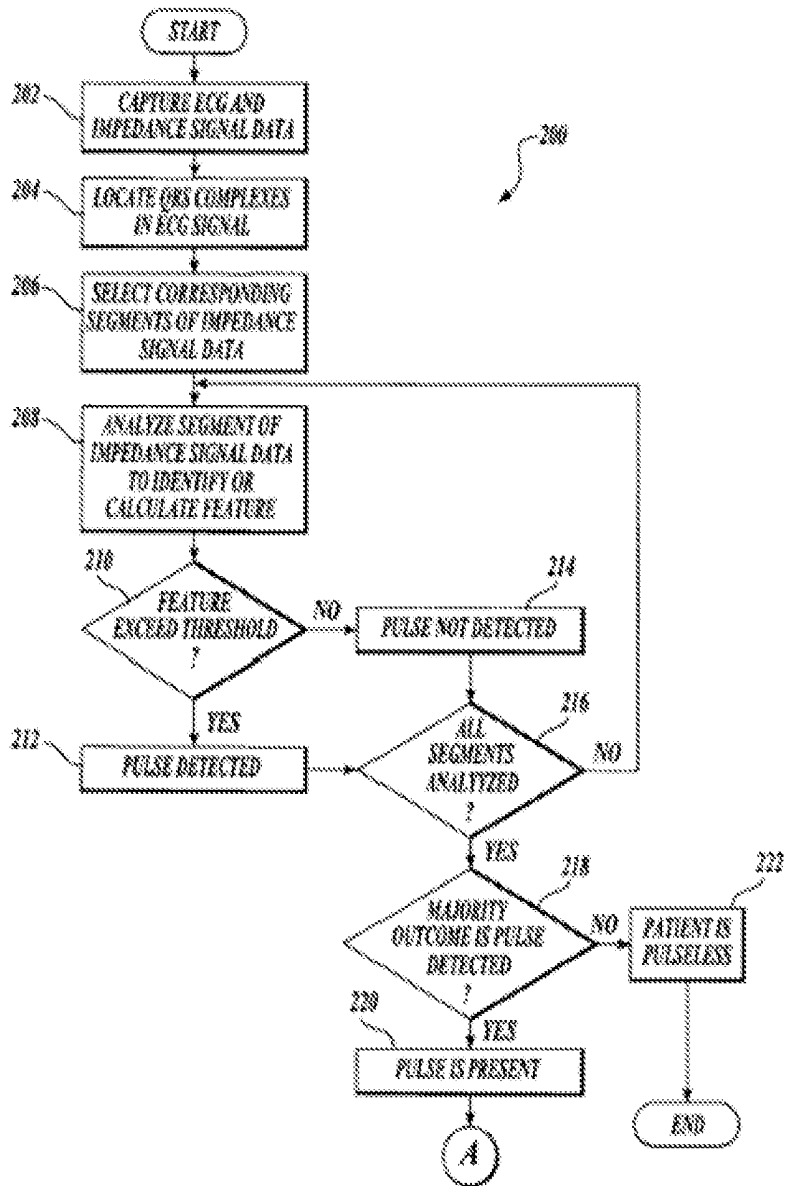 START
202
CAPTURE ECG AND
IMPEDANCE SIGNAL DATA
200
204
LOCATE QRS COMPLEXES
IN ECG SIGNAL
206
SELECT CORRESPONDING
SEGMENTS OF IMPEDANCE
SIGNAL DATA
208
ANALYZE SEGMENT OF
IMPEDANCE SIGNAL DATA
TO IDENTIFY OR
CALCULATE FEATURE
210
FEATURE
EXCEED THRESHOLD
?
NO
214
PULSE NOT DETECTED
YES
212
PULSE DETECTED
216
ALL
SEGMENTS
ANALYZED
?
NO
YES
218
MAJORITY
OUTCOME IS PULSE
DETECTED
?
NO
222
PATIENT IS
PULSELESS
YES
220
PULSE IS PRESENT
END
A